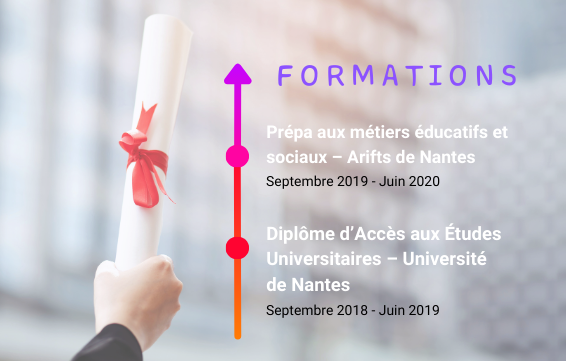 FORMATIONS
Prépa aux métiers éducatifs et
sociaux – Arifts de Nantes
Septembre 2019 - Juin 2020
Diplôme d’Accès aux Études
Universitaires – Université
de Nantes
Septembre 2018 - Juin 2019